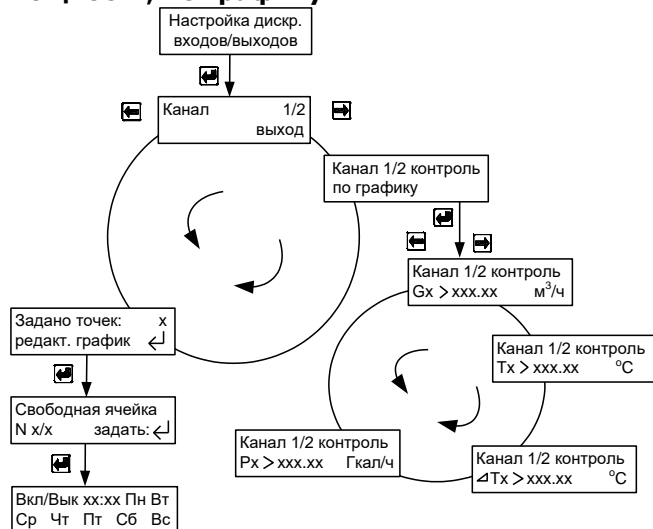 Настройка дискр.
входов/выходов
Канал 1/2
выход
Канал 1/2 контроль
по графику
Канал 1/2 контроль
Gx > xxx.xx м³/ч
Канал 1/2 контроль
Tx > xxx.xx °C
Канал 1/2 контроль
⊿Tx > xxx.xx °C
Канал 1/2 контроль
Px > xxx.xx Гкал/ч
Задано точек: x
редакт. график ↵
Свободная ячейка
N x/x задать: ↵
Вкл/Вык xx:xx Пн Вт
Ср Чт Пт Сб Вс